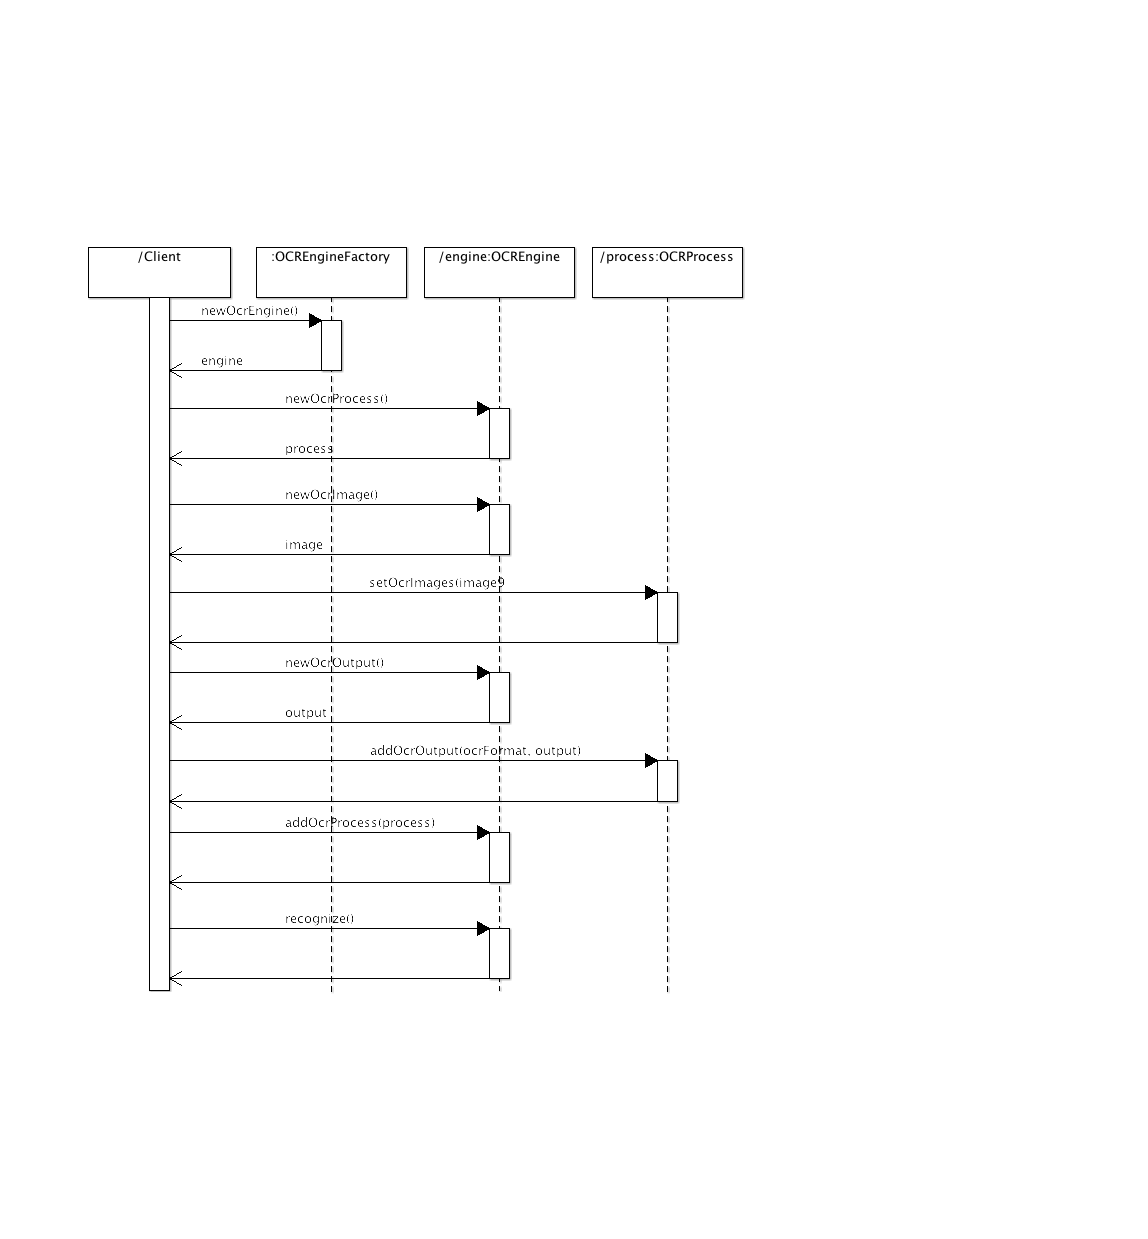 /Client
:OCREngineFactory
/engine:OCREngine
/process:OCRProcess
newOcrEngine()
engine
newOcrProcess()
process
newOcrImage()
image
setOcrImages(image9
newOcrOutput()
output
addOcrOutput(ocrFormat, output)
addOcrProcess(process)
recognize()